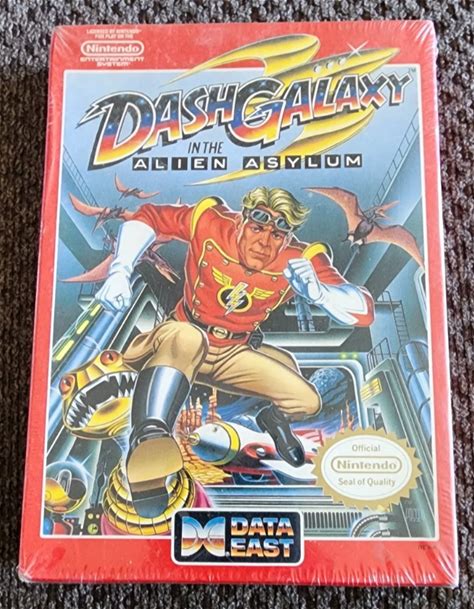 LICENSED BY NINTENDO
FOR PLAY ON THE
Nintendo
ENTERTAINMENT
SYSTEM
DASH GALAXY
TM
IN THE
ALIEN ASYLUM
Official
Nintendo
Seal of Quality
DATA
EAST